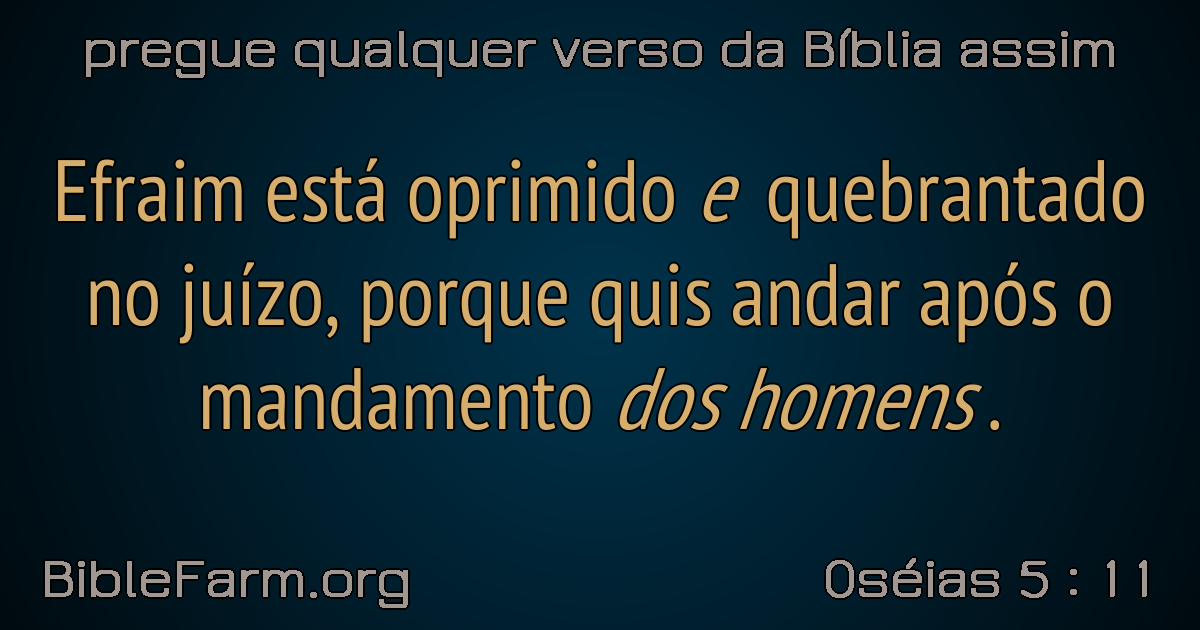 pregue qualquer verso da Bíblia assim
Efraim está oprimido e quebrantado
no juízo, porque quis andar após o
mandamento dos homens .
BibleFarm.org
Oséias 5 : 11